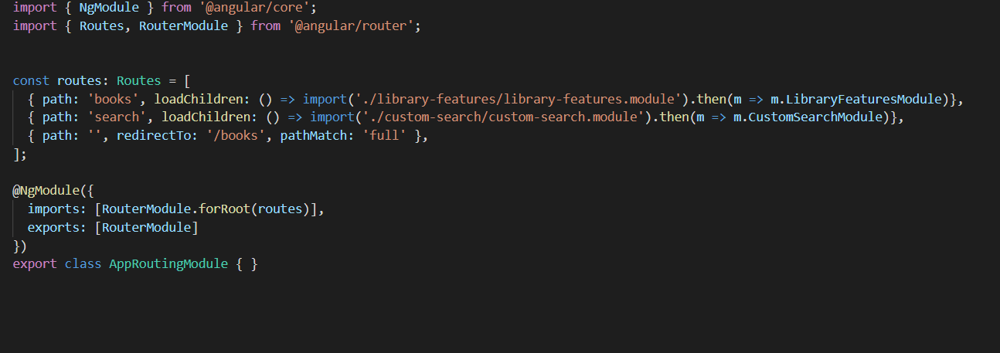 import { NgModule } from '@angular/core';
import { Routes, RouterModule } from '@angular/router';
const routes: Routes = [
{ path: 'books', loadChildren: () => import('./library-features/library-features.module').then(m => m.LibraryFeaturesModule)},
{ path: 'search', loadChildren: () => import('./custom-search/custom-search.module').then(m => m.CustomSearchModule)},
{ path: '', redirectTo: '/books', pathMatch: 'full' },
];
@NgModule({
imports: [RouterModule.forRoot(routes)],
exports: [RouterModule]
})
export class AppRoutingModule { }